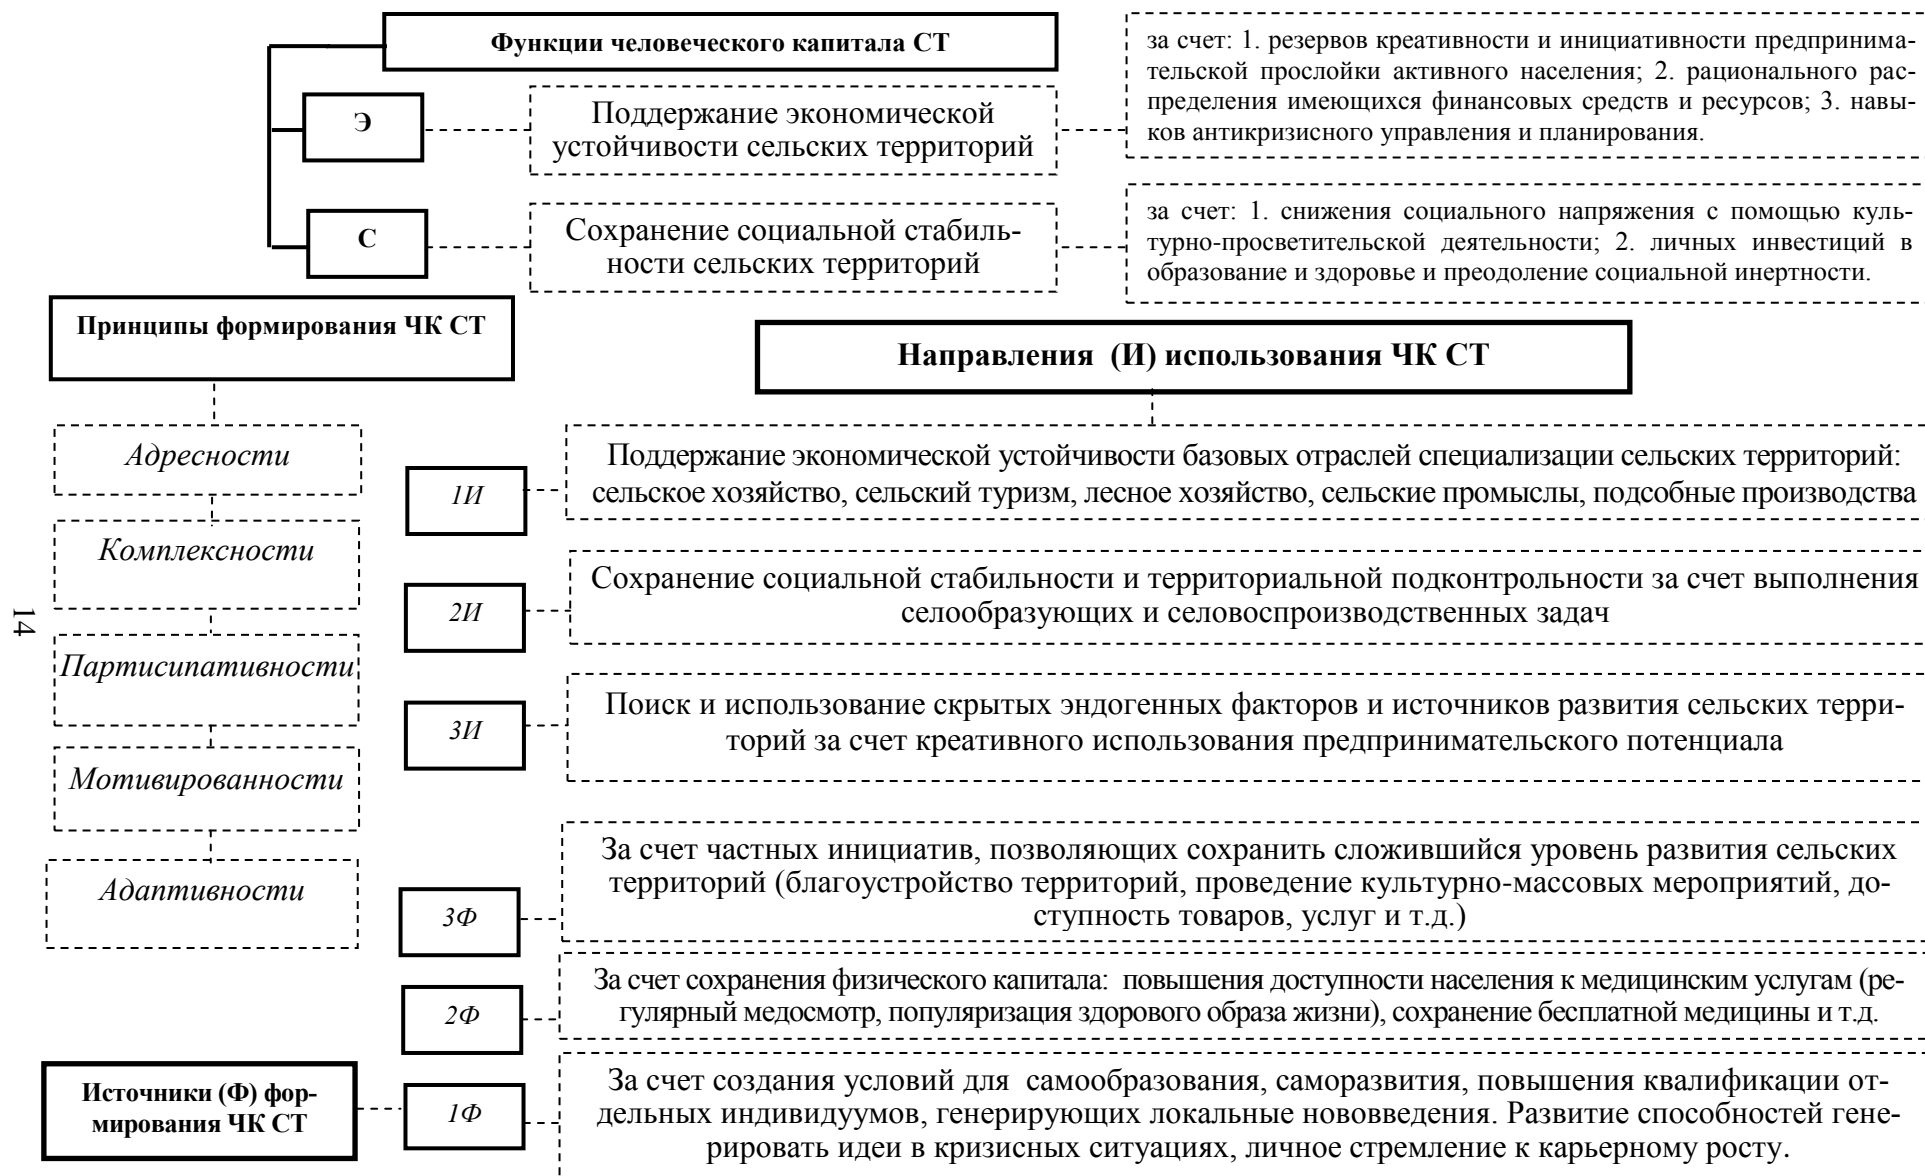 Функции человеческого капитала СТ
за счет: 1. резервов креативности и инициативности предпринима-
тельской прослойки активного населения; 2. рационального рас-
пределения имеющихся финансовых средств и ресурсов; 3. навы-
ков антикризисного управления и планирования.
Э
Поддержание экономической
устойчивости сельских территорий
С
Сохранение социальной стабиль-
ности сельских территорий
за счет: 1. снижения социального напряжения с помощью куль-
турно-просветительской деятельности; 2. личных инвестиций в
образование и здоровье и преодоление социальной инертности.
Принципы формирования ЧК СТ
Адресности
Комплексности
Партисипативности
Мотивированности
Адаптивности
Направления (И) использования ЧК СТ
1И
Поддержание экономической устойчивости базовых отраслей специализации сельских территорий:
сельское хозяйство, сельский туризм, лесное хозяйство, сельские промыслы, подсобные производства
2И
Сохранение социальной стабильности и территориальной подконтрольности за счет выполнения
селообразующих и селовоспроизводственных задач
3И
Поиск и использование скрытых эндогенных факторов и источников развития сельских терри-
торий за счет креативного использования предпринимательского потенциала
3Ф
За счет частных инициатив, позволяющих сохранить сложившийся уровень развития сельских
территорий (благоустройство территорий, проведение культурно-массовых мероприятий, до-
ступность товаров, услуг и т.д.)
2Ф
За счет сохранения физического капитала: повышения доступности населения к медицинским услугам (ре-
гулярный медосмотр, популяризация здорового образа жизни), сохранение бесплатной медицины и т.д.
Источники (Ф) фор-
мирования ЧК СТ
1Ф
За счет создания условий для самообразования, саморазвития, повышения квалификации от-
дельных индивидуумов, генерирующих локальные нововведения. Развитие способностей гене-
рировать идеи в кризисных ситуациях, личное стремление к карьерному росту.
14